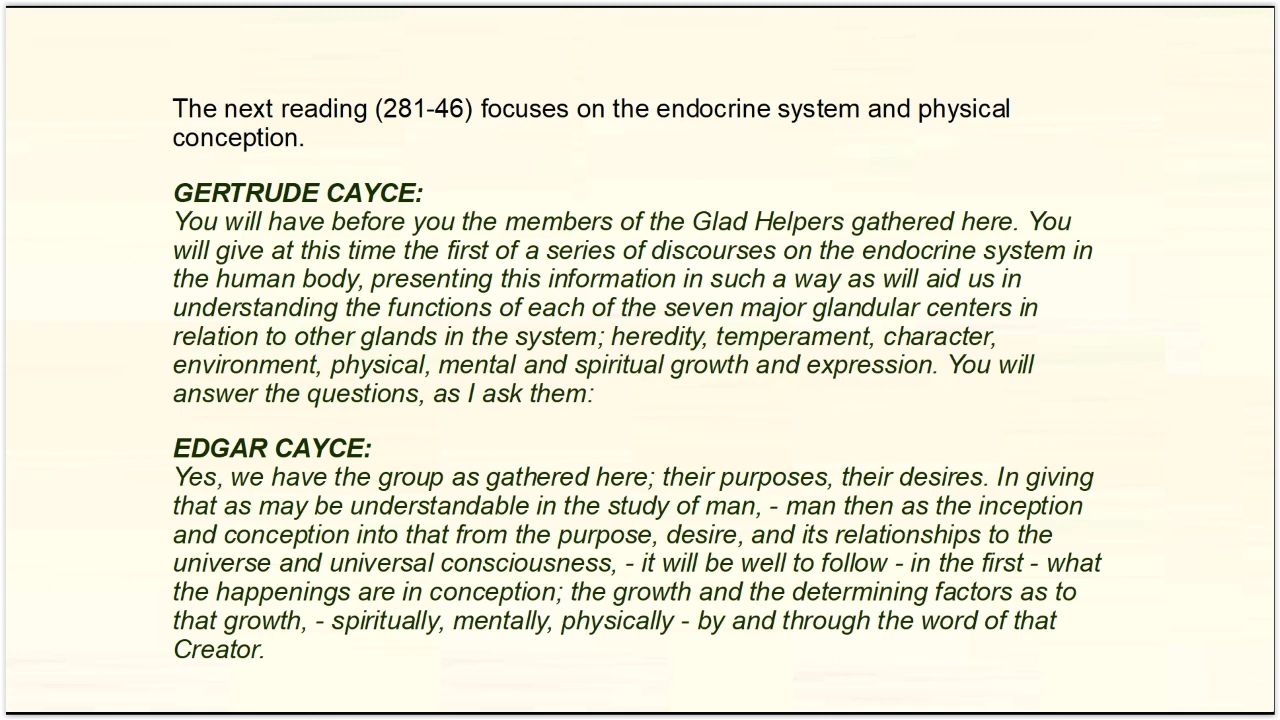 The next reading (281-46) focuses on the endocrine system and physical
conception.
GERTRUDE CAYCE:
You will have before you the members of the Glad Helpers gathered here. You
will give at this time the first of a series of discourses on the endocrine system in
the human body, presenting this information in such a way as will aid us in
understanding the functions of each of the seven major glandular centers in
relation to other glands in the system; heredity, temperament, character,
environment, physical, mental and spiritual growth and expression. You will
answer the questions, as I ask them:
EDGAR CAYCE:
Yes, we have the group as gathered here; their purposes, their desires. In giving
that as may be understandable in the study of man, - man then as the inception
and conception into that from the purpose, desire, and its relationships to the
universe and universal consciousness, - it will be well to follow - in the first - what
the happenings are in conception; the growth and the determining factors as to
that growth, - spiritually, mentally, physically - by and through the word of that
Creator.